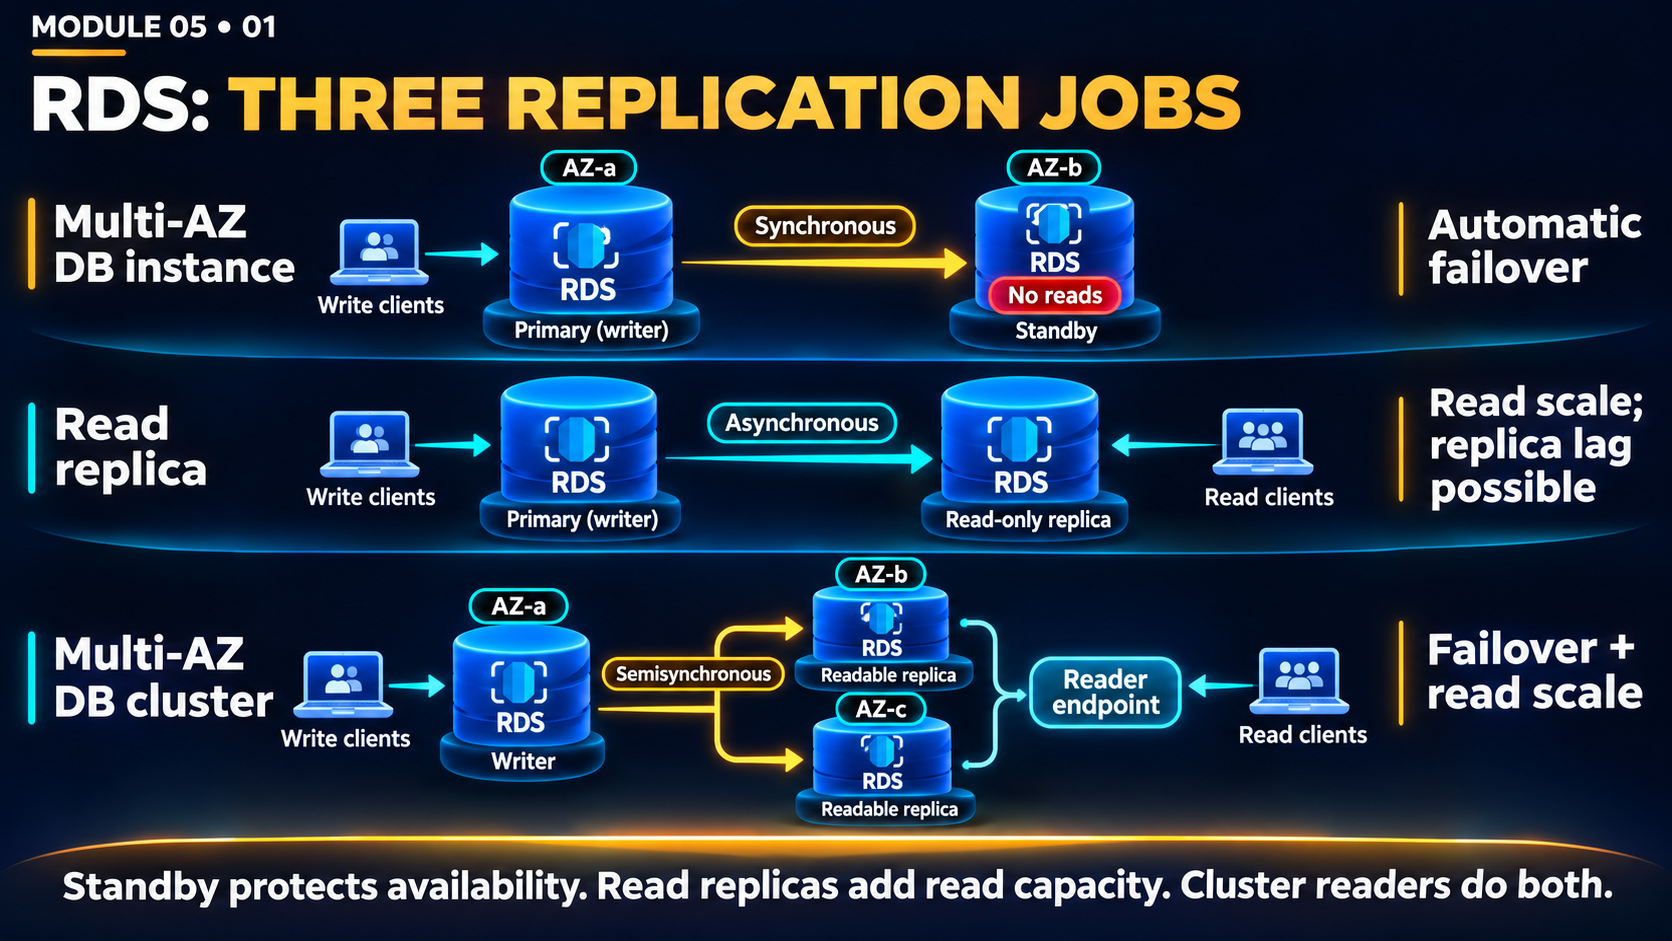 MODULE 05 • 01
RDS: THREE REPLICATION JOBS
Multi-AZ
DB instance
Write clients
AZ-a
RDS
Primary (writer)
Synchronous
AZ-b
RDS
No reads
Standby
Automatic
failover
Read
replica
Write clients
RDS
Primary (writer)
Asynchronous
RDS
Read-only replica
Read clients
Read scale;
replica lag
possible
Multi-AZ
DB cluster
Write clients
AZ-a
RDS
Writer
Semisynchronous
AZ-b
RDS
Readable replica
AZ-c
RDS
Readable replica
Reader
endpoint
Read clients
Failover +
read scale
Standby protects availability. Read replicas add read capacity. Cluster readers do both.